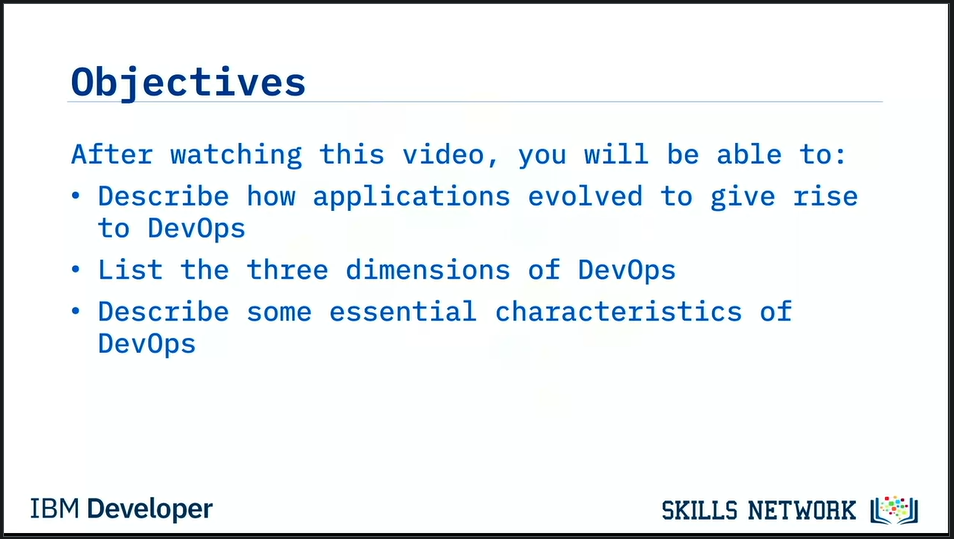 Objectives
After watching this video, you will be able to:
• Describe how applications evolved to give rise
to DevOps
• List the three dimensions of DevOps
• Describe some essential characteristics of
DevOps
IBM Developer
SKILLS NETWORK